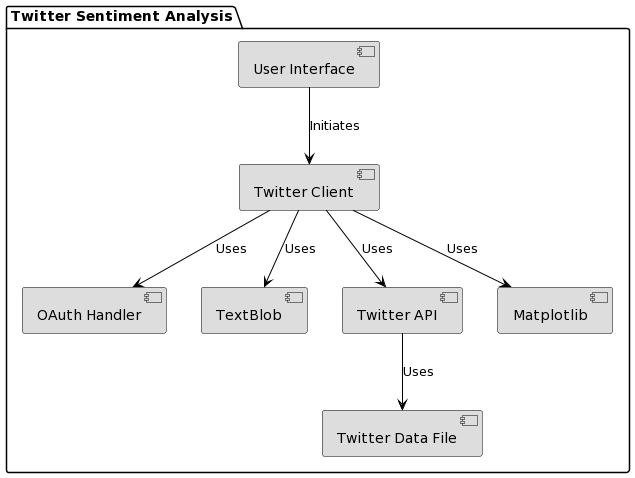 Twitter Sentiment Analysis
User Interface
Initiates
Twitter Client
Uses
Uses
Uses
Uses
OAuth Handler
TextBlob
Twitter API
Matplotlib
Uses
Twitter Data File